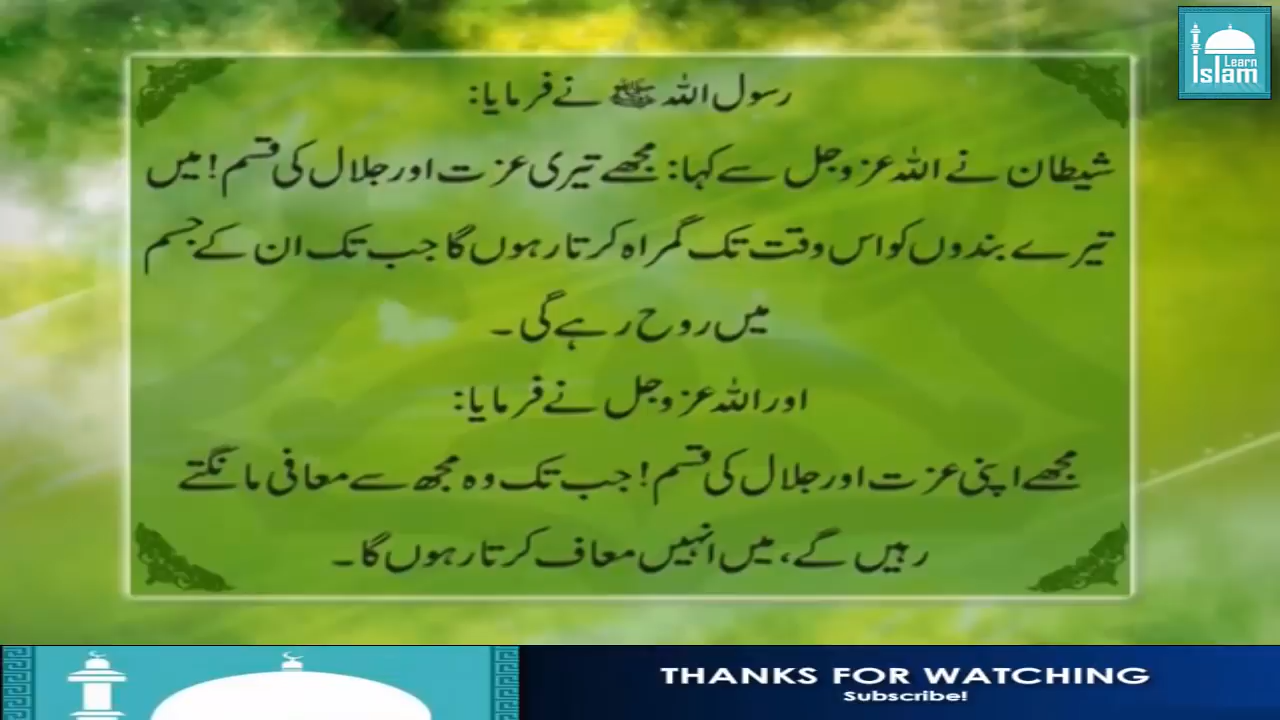 Learn
Islam
رسول اللہ ﷺ نے فرمایا:
شیطان نے اللہ عزوجل سے کہا: مجھے تیری عزت اور جلال کی قسم! میں
تیرے بندوں کو اس وقت تک گمراہ کرتا رہوں گا جب تک ان کے جسم
میں روح رہے گی۔
اور اللہ عزوجل نے فرمایا:
مجھے اپنی عزت اور جلال کی قسم! جب تک وہ مجھ سے معافی مانگتے
رہیں گے، میں انہیں معاف کرتا رہوں گا۔
THANKS FOR WATCHING
Subscribe!